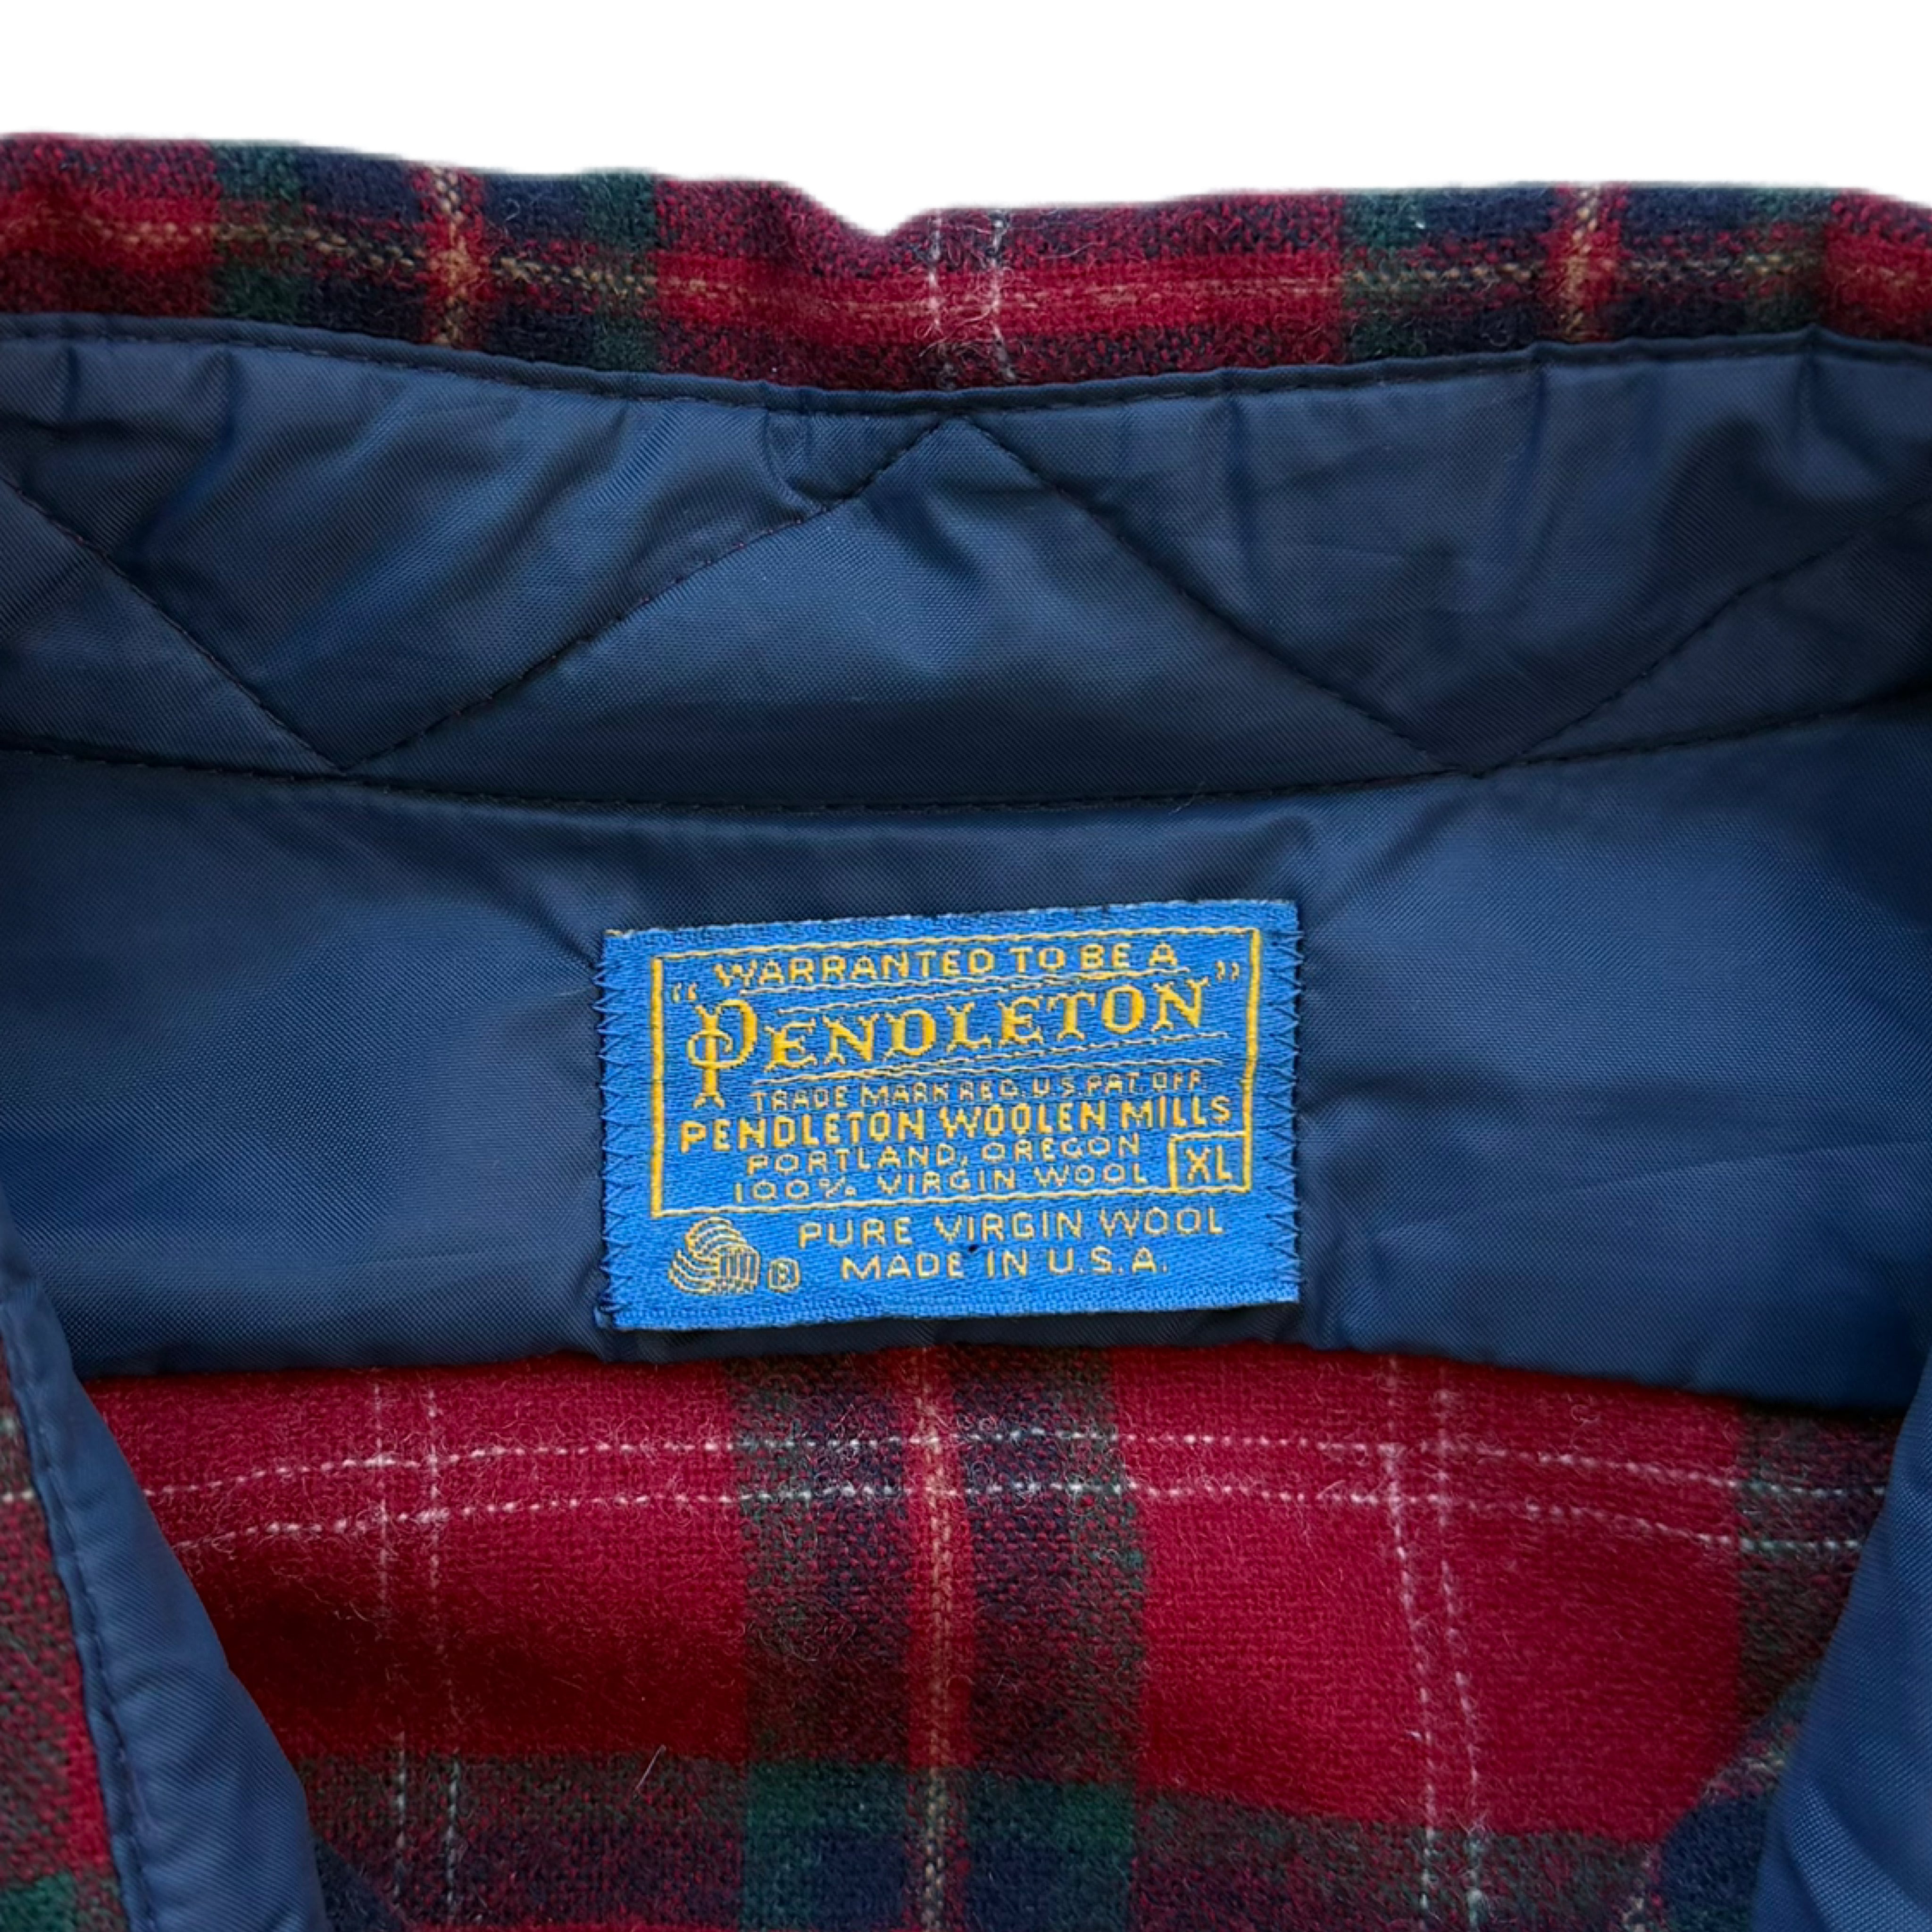 WARRANTED TO BE A
"PENDLETON"
TRADE MARK REG. U.S. PAT. OFF.
PENDLETON WOOLEN MILLS
PORTLAND, OREGON
100% VIRGIN WOOL XL
PURE VIRGIN WOOL
® MADE IN U.S.A.